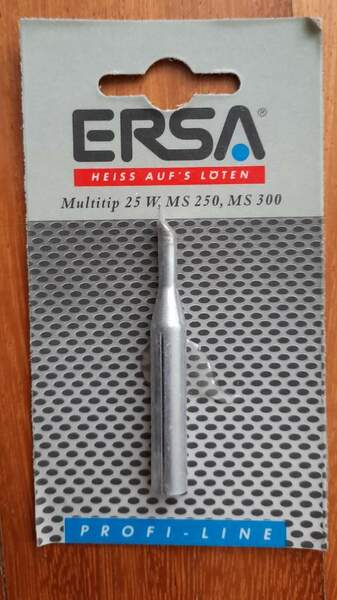 ERSA®
HEISS AUF'S LÖTEN
Multitip 25 W, MS 250, MS 300
PROFI-LINE